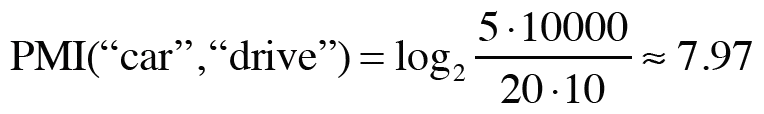 PMI(“car”,“drive”) = log₂ 5·10000 / 20·10 ≈ 7.97